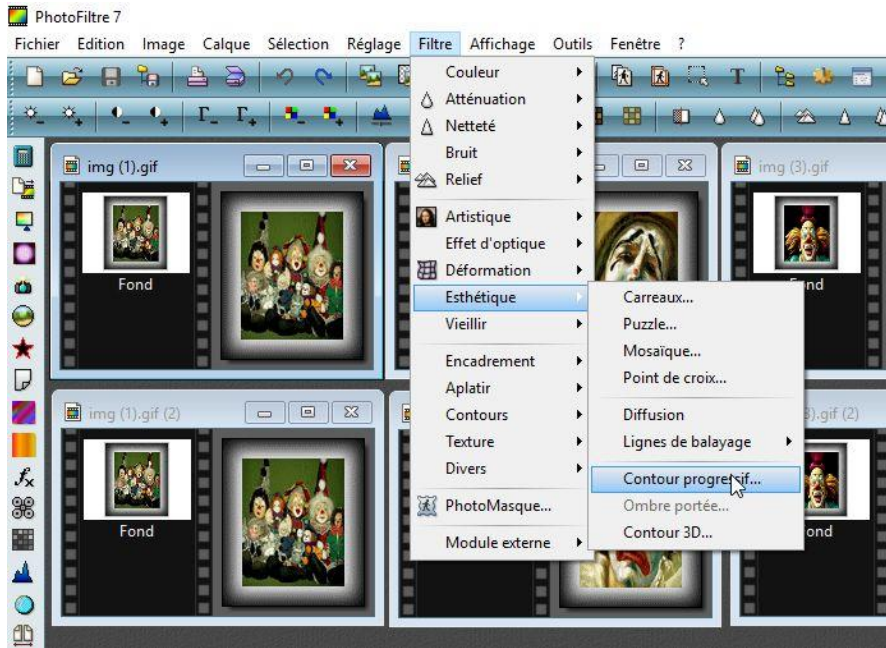 PhotoFiltre 7
Fichier Edition Image Calque Sélection Réglage Filtre Affichage Outils Fenêtre ?
img (1).gif
Fond
img (3).gif
img (1).gif (2)
Fond
Couleur
Atténuation
Netteté
Bruit
Relief
Artistique
Effet d'optique
Déformation
Esthétique
Vieillir
Encadrement
Aplatir
Contours
Texture
Divers
PhotoMasque...
Module externe
Carreaux...
Puzzle...
Mosaïque...
Point de croix...
Diffusion
Lignes de balayage
Contour progressif...
Ombre portée...
Contour 3D...